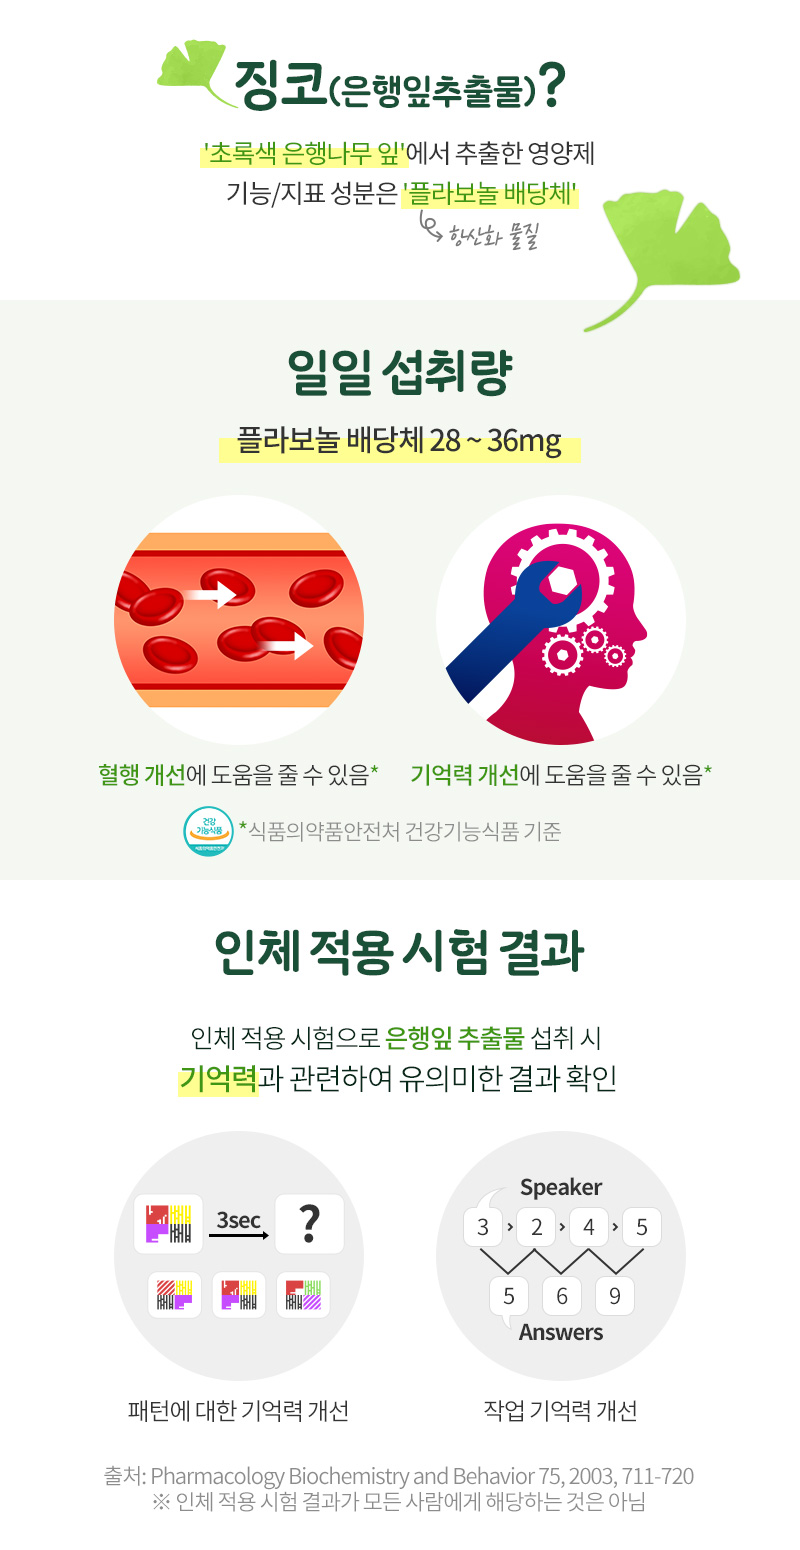 징코(은행잎추출물)?
'초록색 은행나무 잎'에서 추출한 영양제
기능/지표 성분은 '플라보놀 배당체'
항산화 물질
일일 섭취량
플라보놀 배당체 28 ~ 36mg
혈행 개선에 도움을 줄 수 있음*
기억력 개선에 도움을 줄 수 있음*
건강
기능식품
식품의약품안전처
*식품의약품안전처 건강기능식품 기준
인체 적용 시험 결과
인체 적용 시험으로 은행잎 추출물 섭취 시
기억력과 관련하여 유의미한 결과 확인
3sec
?
Speaker
3 2 4 5
5 6 9
Answers
패턴에 대한 기억력 개선
작업 기억력 개선
출처: Pharmacology Biochemistry and Behavior 75, 2003, 711-720
※ 인체 적용 시험 결과가 모든 사람에게 해당하는 것은 아님